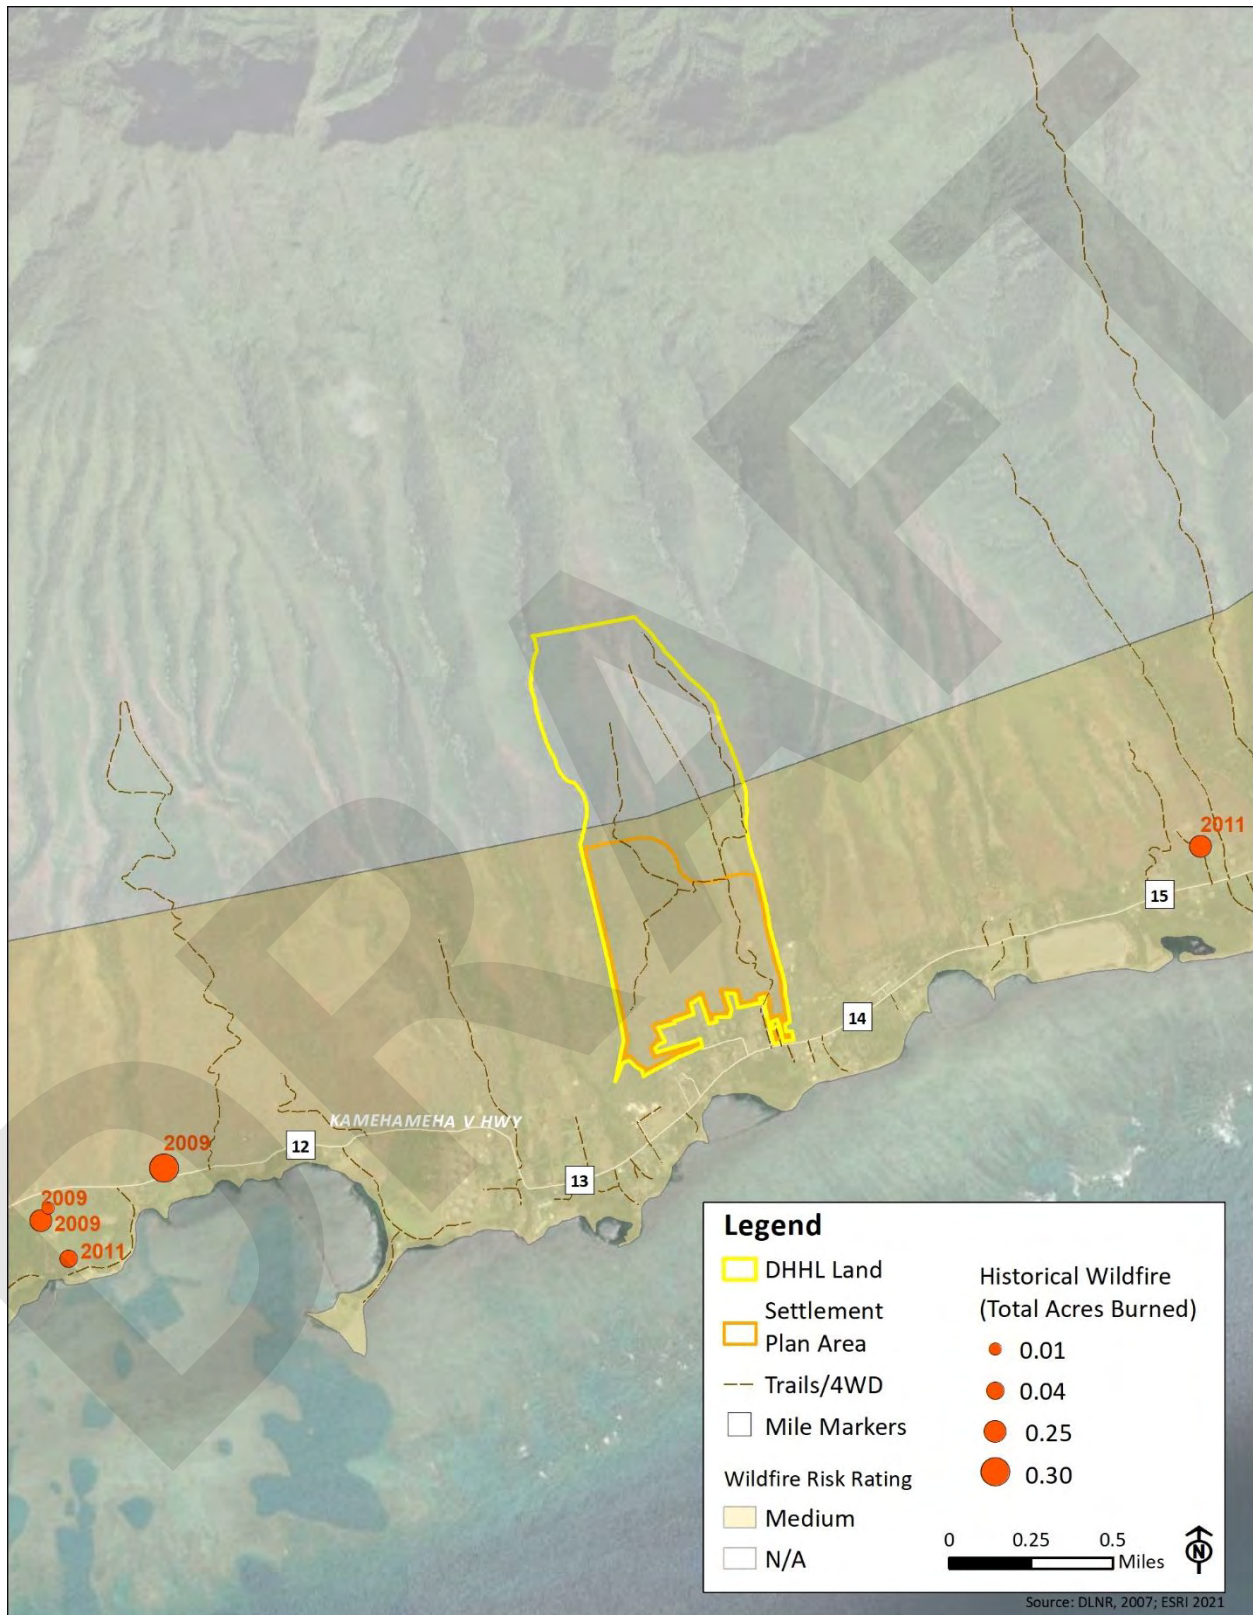 DRAFT
2011
15
14
KAMEHAMEHA V HWY
2009
12
13
2009
2009
2011
Legend
DHHL Land
Settlement
Plan Area
Trails/4WD
Mile Markers
Wildfire Risk Rating
Medium
N/A
Historical Wildfire
(Total Acres Burned)
0.01
0.04
0.25
0.30
0 0.25 0.5
Miles
N
Source: DLNR, 2007; ESRI 2021